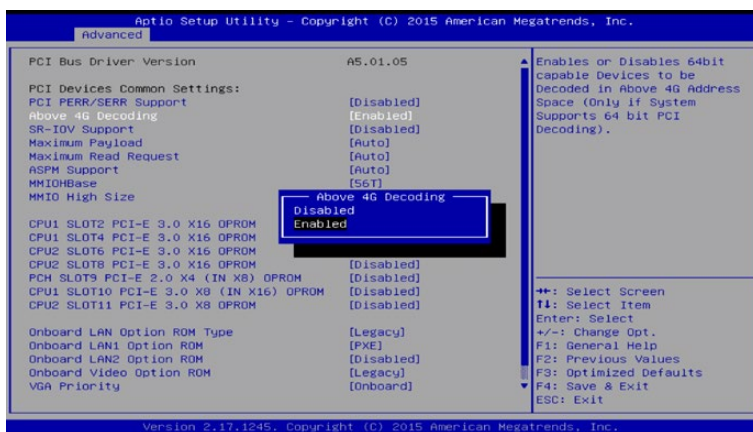 Aptio Setup Utility – Copyright (C) 2015 American Megatrends, Inc.
Advanced
PCI Bus Driver Version A5.01.05
PCI Devices Common Settings:
PCI PERR/SERR Support [Disabled]
Above 4G Decoding [Enabled]
SR-IOV Support [Disabled]
Maximum Payload [Auto]
Maximum Read Request [Auto]
ASPM Support [Auto]
MMIOHBase [56T]
MMIO High Size
CPU1 SLOT2 PCI-E 3.0 X16 OPROM
CPU1 SLOT4 PCI-E 3.0 X16 OPROM
CPU2 SLOT6 PCI-E 3.0 X16 OPROM
CPU2 SLOT8 PCI-E 3.0 X16 OPROM [Disabled]
PCH SLOT9 PCI-E 2.0 X4 (IN X8) OPROM [Disabled]
CPU1 SLOT10 PCI-E 3.0 X8 (IN X16) OPROM [Disabled]
CPU2 SLOT11 PCI-E 3.0 X8 OPROM [Disabled]
Onboard LAN Option ROM Type [Legacy]
Onboard LAN1 Option ROM [PXE]
Onboard LAN2 Option ROM [Disabled]
Onboard Video Option ROM [Legacy]
VGA Priority [Onboard]
Above 4G Decoding
Disabled
Enabled
Enables or Disables 64bit
capable Devices to be
Decoded in Above 4G Address
Space (Only if System
Supports 64 bit PCI
Decoding).
→←: Select Screen
↑↓: Select Item
Enter: Select
+/-: Change Opt.
F1: General Help
F2: Previous Values
F3: Optimized Defaults
F4: Save & Exit
ESC: Exit
Version 2.17.1245. Copyright (C) 2015 American Megatrends, Inc.